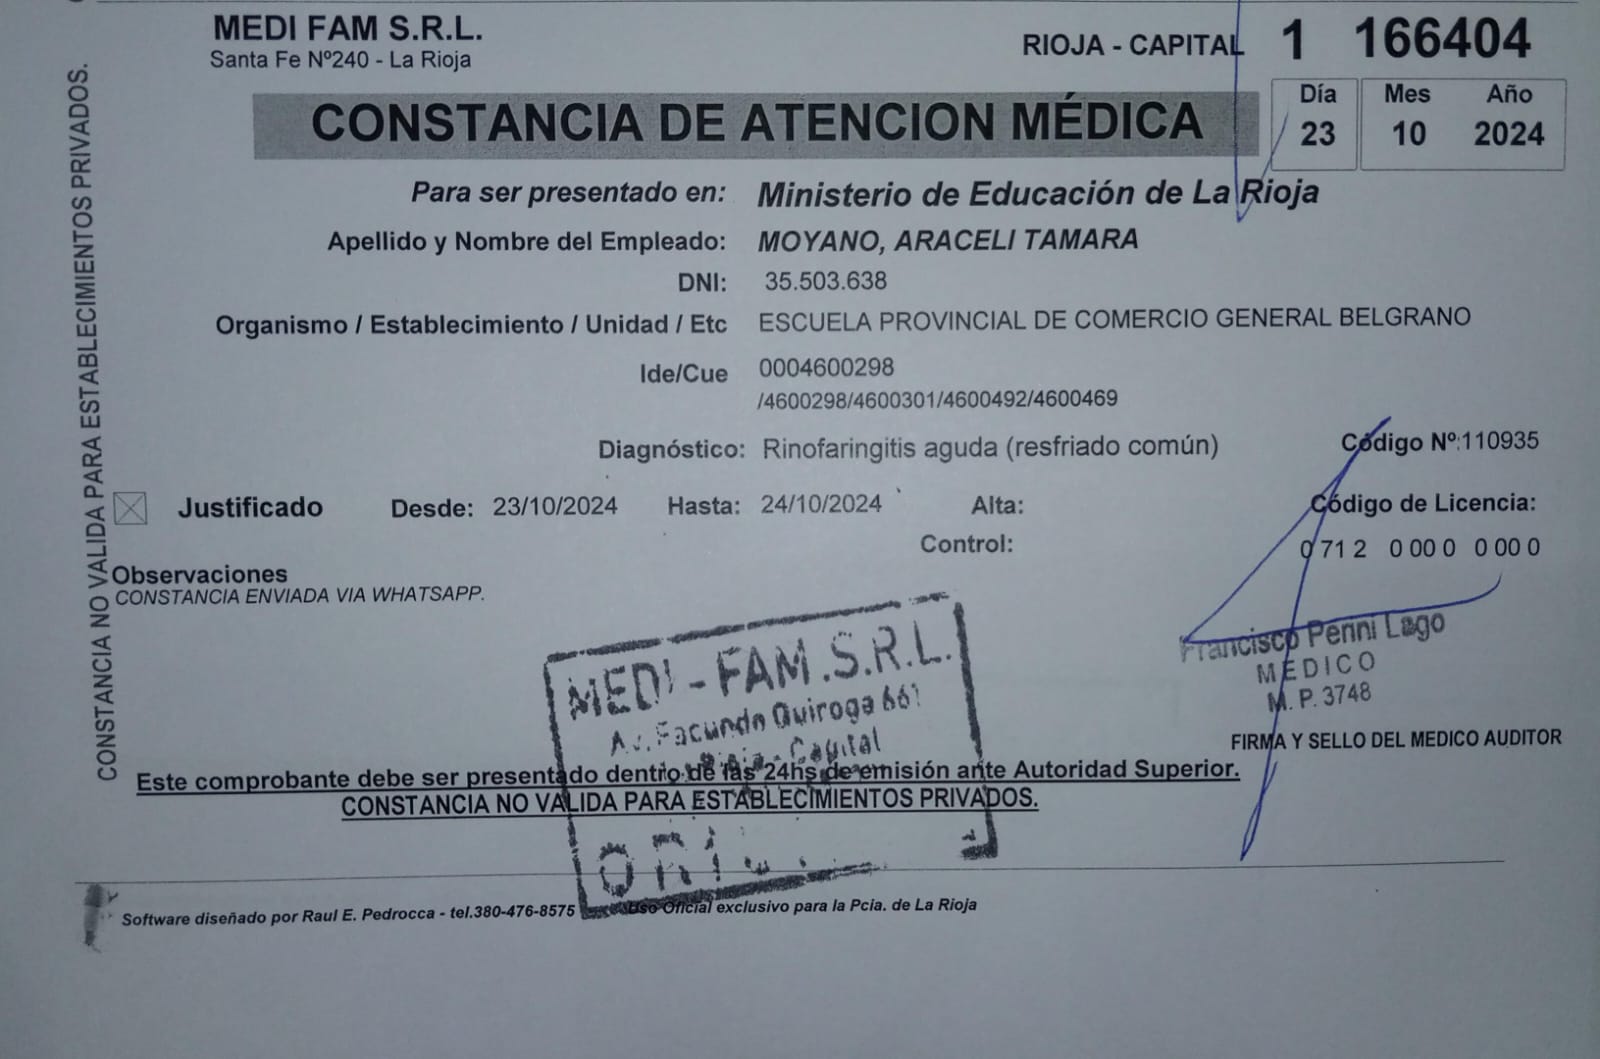 MEDI FAM S.R.L.
Santa Fe Nº240 - La Rioja
RIOJA - CAPITAL 1 166404
CONSTANCIA DE ATENCION MÉDICA
Día Mes Año
23 10 2024
Para ser presentado en: Ministerio de Educación de La Rioja
Apellido y Nombre del Empleado: MOYANO, ARACELI TAMARA
DNI: 35.503.638
Organismo / Establecimiento / Unidad / Etc ESCUELA PROVINCIAL DE COMERCIO GENERAL BELGRANO
Ide/Cue 0004600298
/4600298/4600301/4600492/4600469
Diagnóstico: Rinofaringitis aguda (resfriado común) Código Nº:110935
Justificado Desde: 23/10/2024 Hasta: 24/10/2024 Alta:
Código de Licencia:
Control:
0712 0000 0000
Observaciones
CONSTANCIA ENVIADA VIA WHATSAPP.
MEDI-FAM.S.R.L.
Av. Facundo Quiroga 661
Rioja - Capital
Francisco Penni Lago
MEDICO
M. P. 3748
FIRMA Y SELLO DEL MEDICO AUDITOR
Este comprobante debe ser presentado dentro de las 24hs de emisión ante Autoridad Superior.
CONSTANCIA NO VALIDA PARA ESTABLECIMIENTOS PRIVADOS.
Software diseñado por Raul E. Pedrocca - tel.380-476-8575 Uso Oficial exclusivo para la Pcia. de La Rioja
CONSTANCIA NO VALIDA PARA ESTABLECIMIENTOS PRIVADOS.